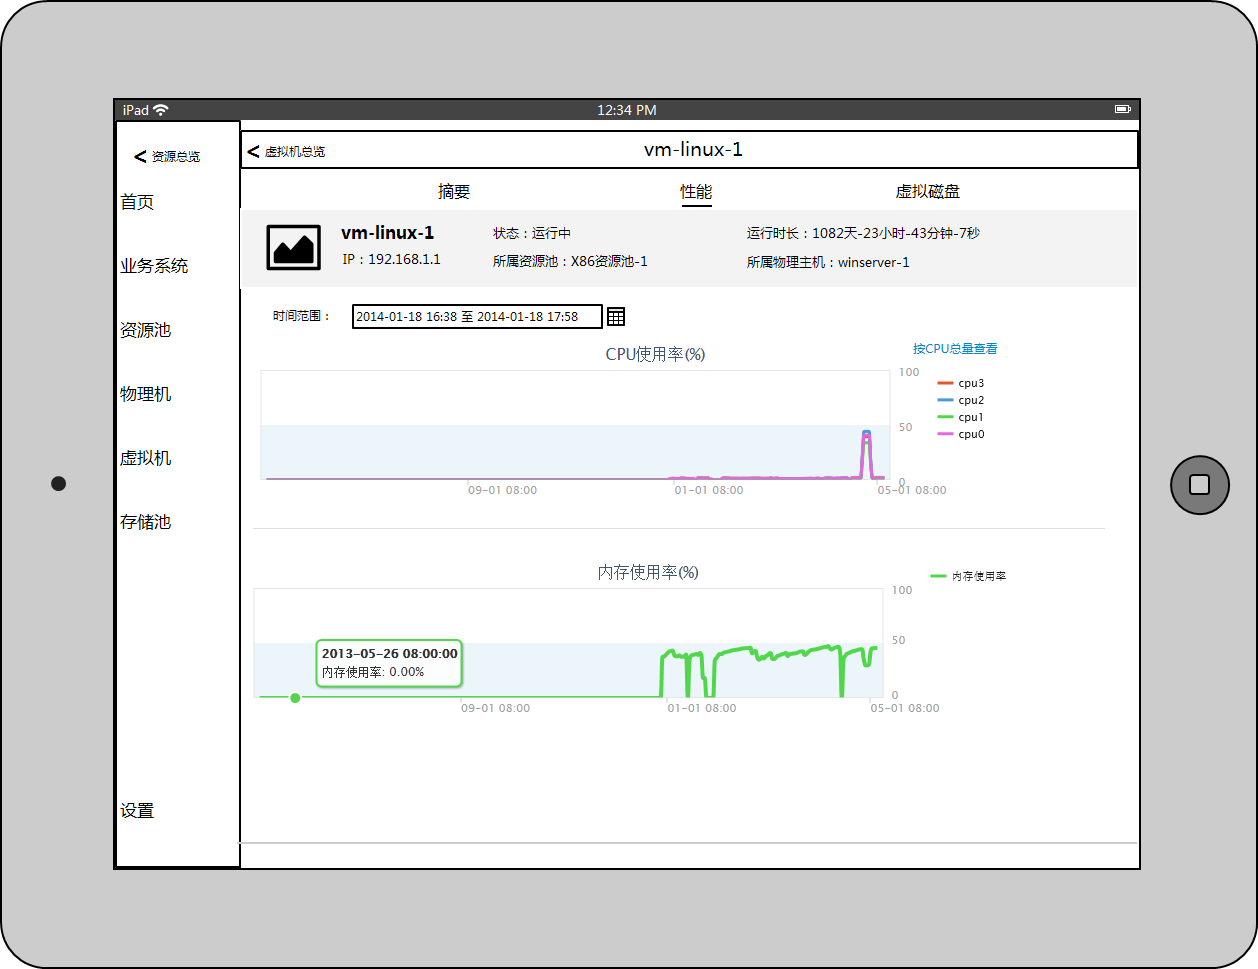 iPad
12:34 PM
< 资源总览
首页
业务系统
资源池
物理机
虚拟机
存储池
设置
< 虚拟机总览
vm-linux-1
摘要
性能
虚拟磁盘
vm-linux-1
IP：192.168.1.1
状态：运行中
所属资源池：X86资源池-1
运行时长：1082天-23小时-43分钟-7秒
所属物理主机：winserver-1
时间范围：
2014-01-18 16:38 至 2014-01-18 17:58
CPU使用率(%)
按CPU总量查看
100
50
0
cpu3
cpu2
cpu1
cpu0
09-01 08:00
01-01 08:00
05-01 08:00
内存使用率(%)
内存使用率
100
50
0
2013-05-26 08:00:00
内存使用率: 0.00%
09-01 08:00
01-01 08:00
05-01 08:00